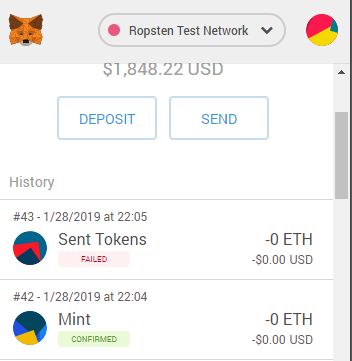 Ropsten Test Network
$1,848.22 USD
DEPOSIT
SEND
History
#43 - 1/28/2019 at 22:05
Sent Tokens
-0 ETH
FAILED
-$0.00 USD
#42 - 1/28/2019 at 22:04
Mint
-0 ETH
CONFIRMED
-$0.00 USD